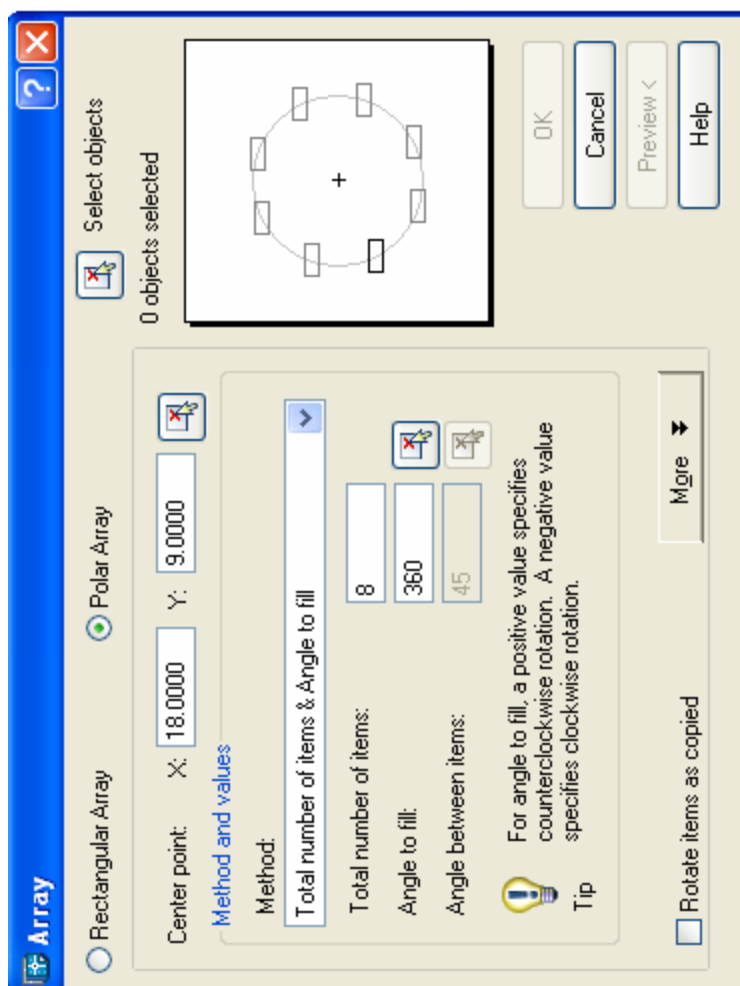 Array
?
Rectangular Array
Polar Array
Select objects
0 objects selected
Center point: X: 18.0000 Y: 9.0000
Method and values
Method:
Total number of items & Angle to fill
Total number of items: 8
Angle to fill: 360
Angle between items: 45
For angle to fill, a positive value specifies
counterclockwise rotation. A negative value
specifies clockwise rotation.
Tip
Rotate items as copied
More
OK
Cancel
Preview <
Help